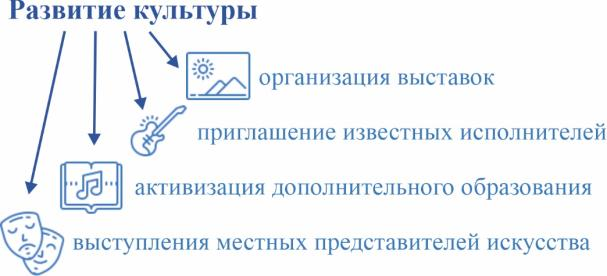 Развитие культуры
организация выставок
приглашение известных исполнителей
активизация дополнительного образования
выступления местных представителей искусства